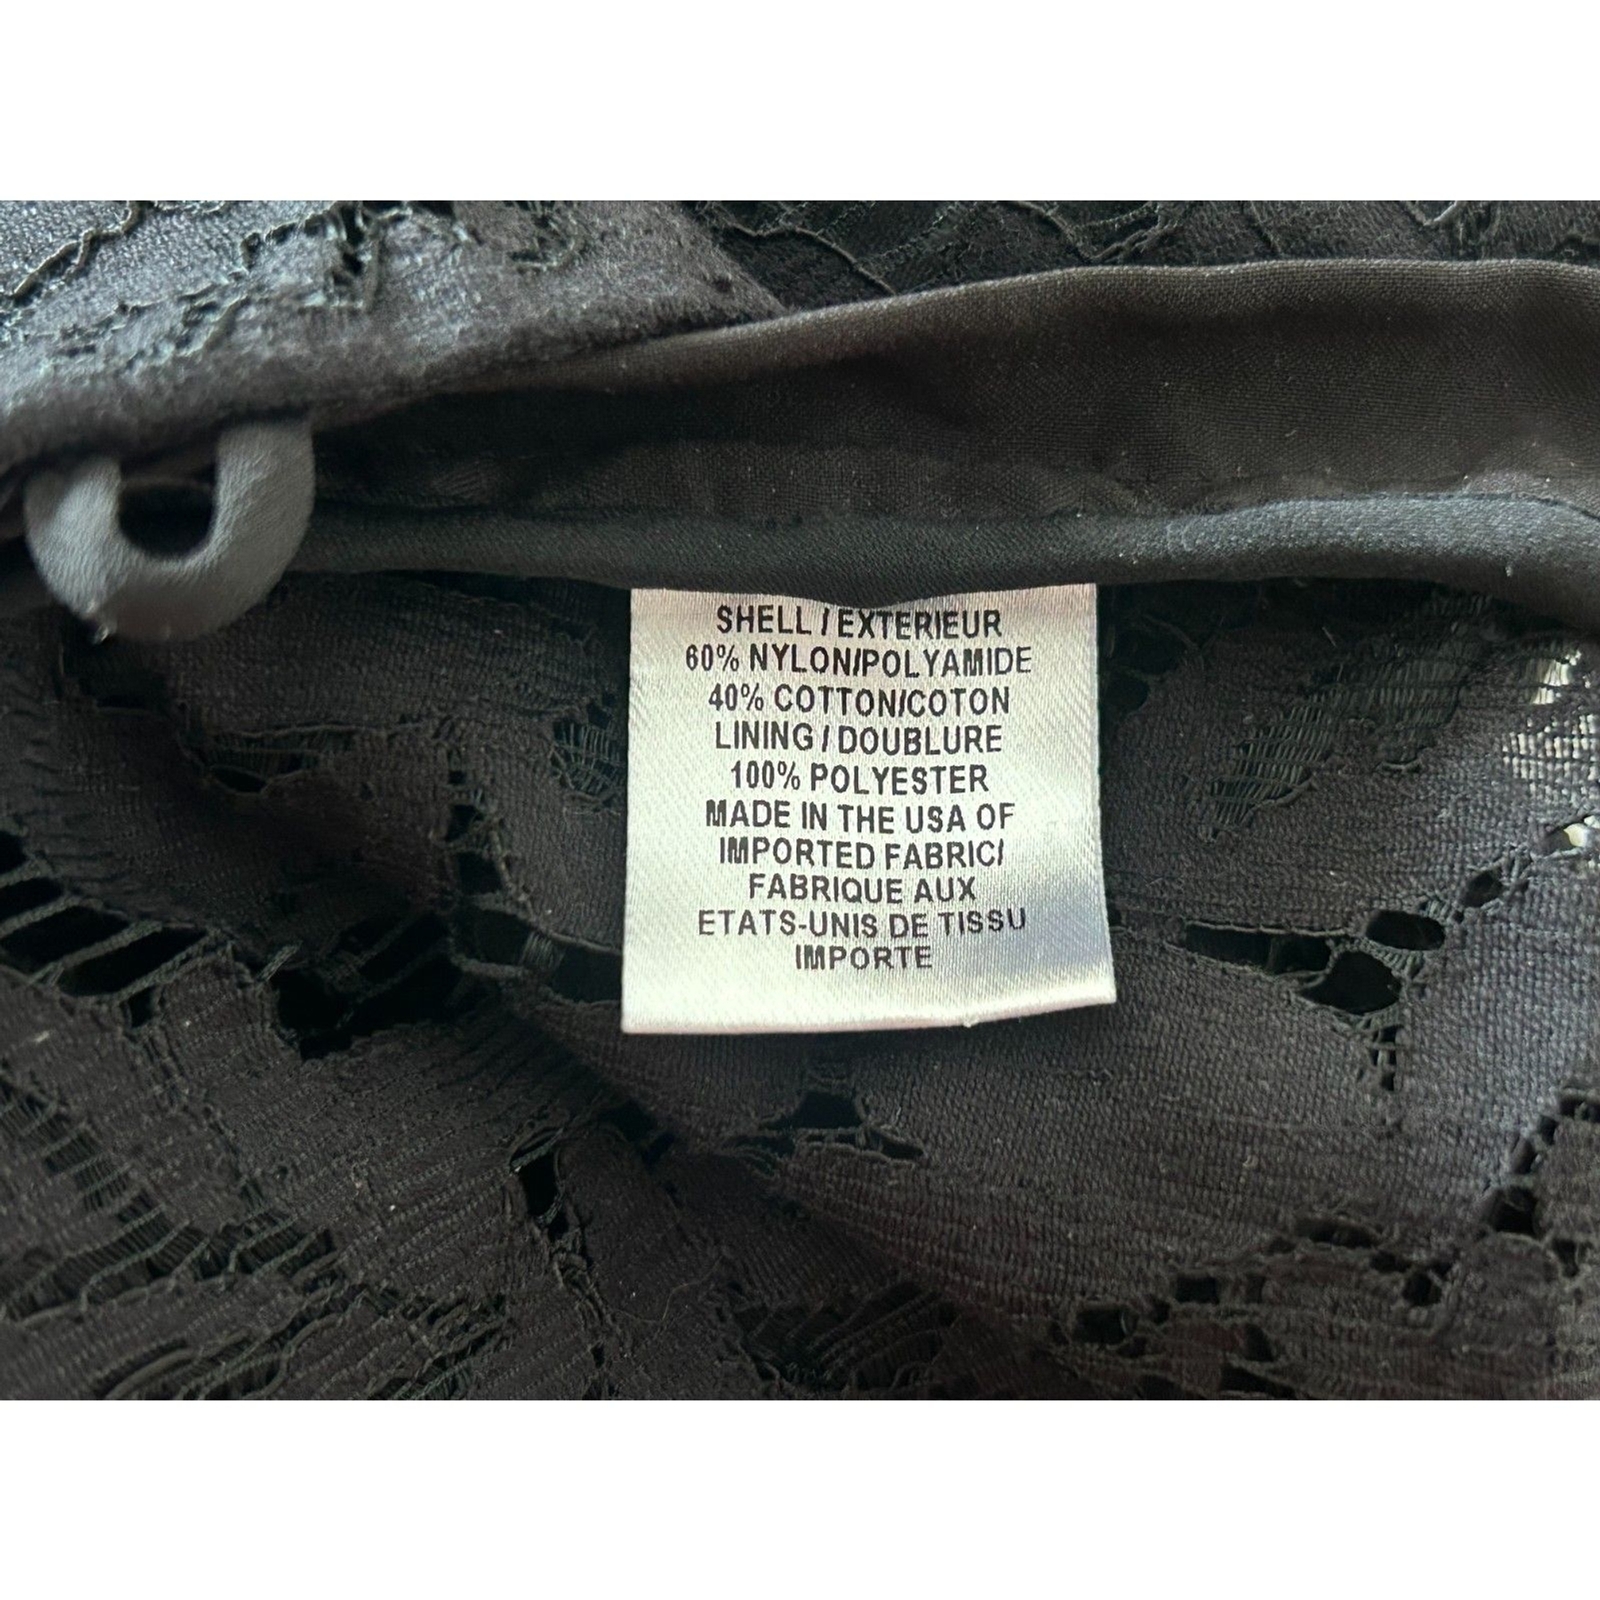 SHELL / EXTERIEUR
60% NYLON/POLYAMIDE
40% COTTON/COTON
LINING / DOUBLURE
100% POLYESTER
MADE IN THE USA OF
IMPORTED FABRIC/
FABRIQUE AUX
ETATS-UNIS DE TISSU
IMPORTE